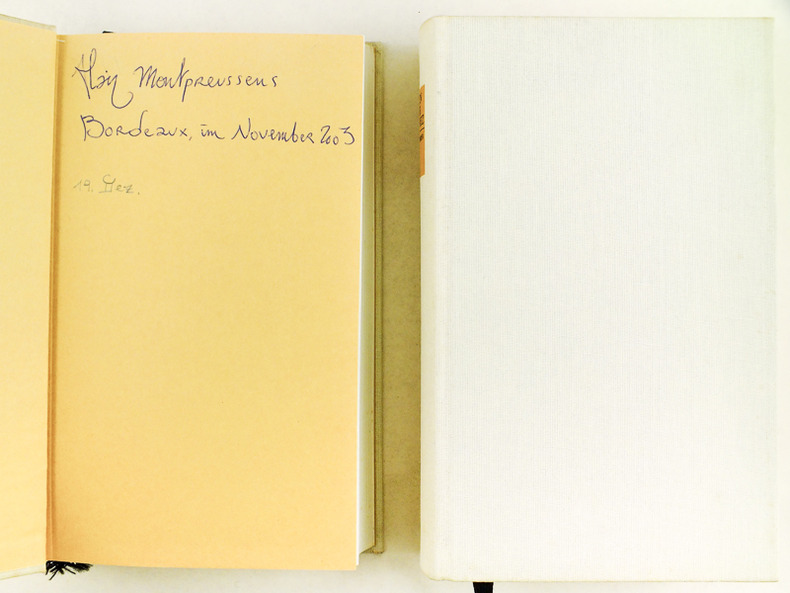 Montpreussens
Bordeaux, im November 2003
19. Dez.